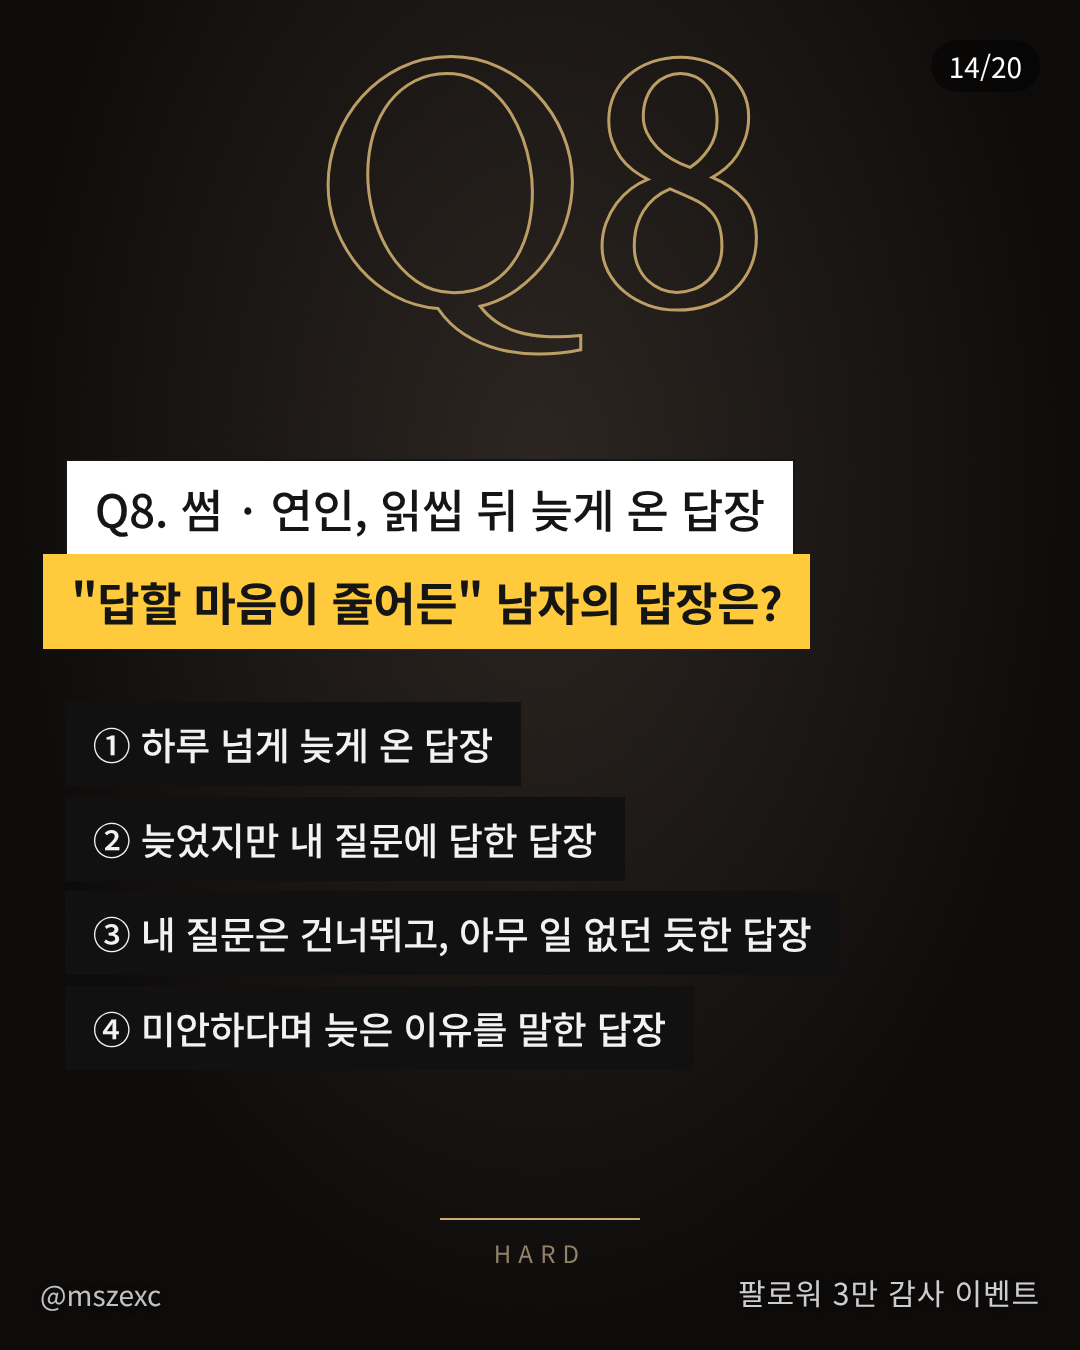 14/20
Q8
Q8. 썸 · 연인, 읽씹 뒤 늦게 온 답장
"답할 마음이 줄어든" 남자의 답장은?
① 하루 넘게 늦게 온 답장
② 늦었지만 내 질문에 답한 답장
③ 내 질문은 건너뛰고, 아무 일 없던 듯한 답장
④ 미안하다며 늦은 이유를 말한 답장
HARD
@mszexc
팔로워 3만 감사 이벤트